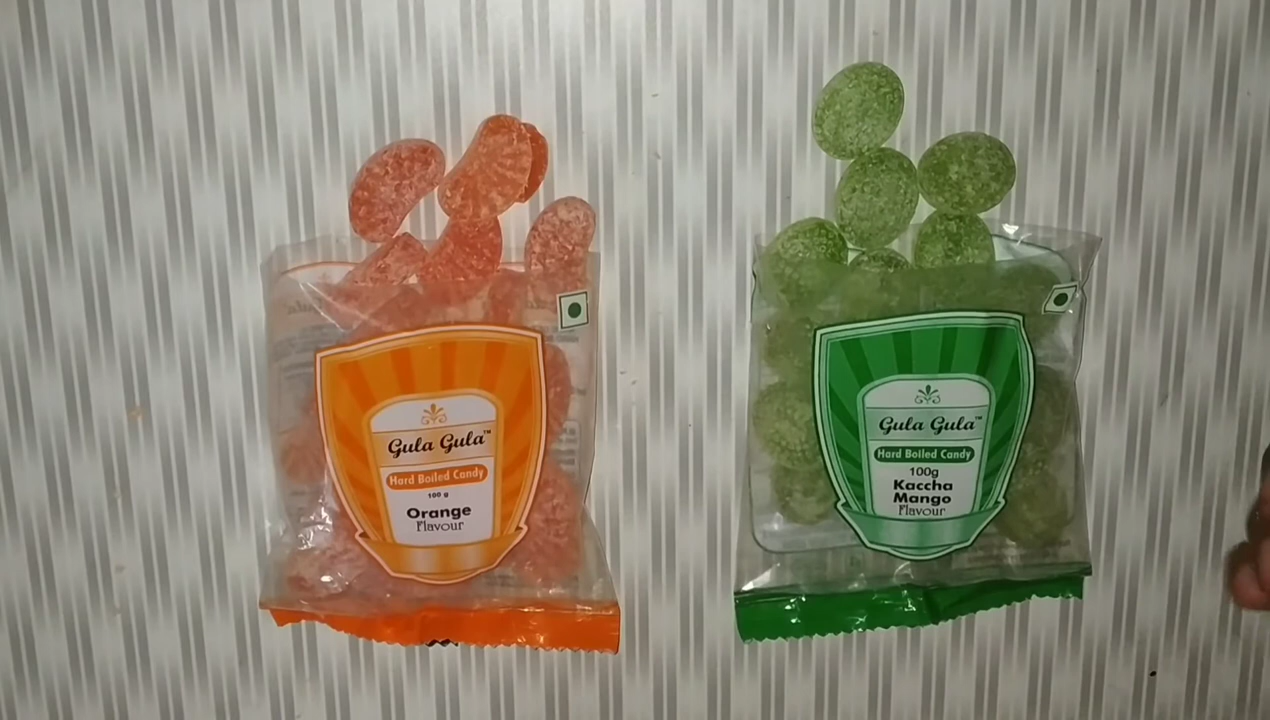 Gula Gula™
Hard Boiled Candy
100 g
Orange
Flavour
Gula Gula™
Hard Boiled Candy
100g
Kaccha
Mango
Flavour